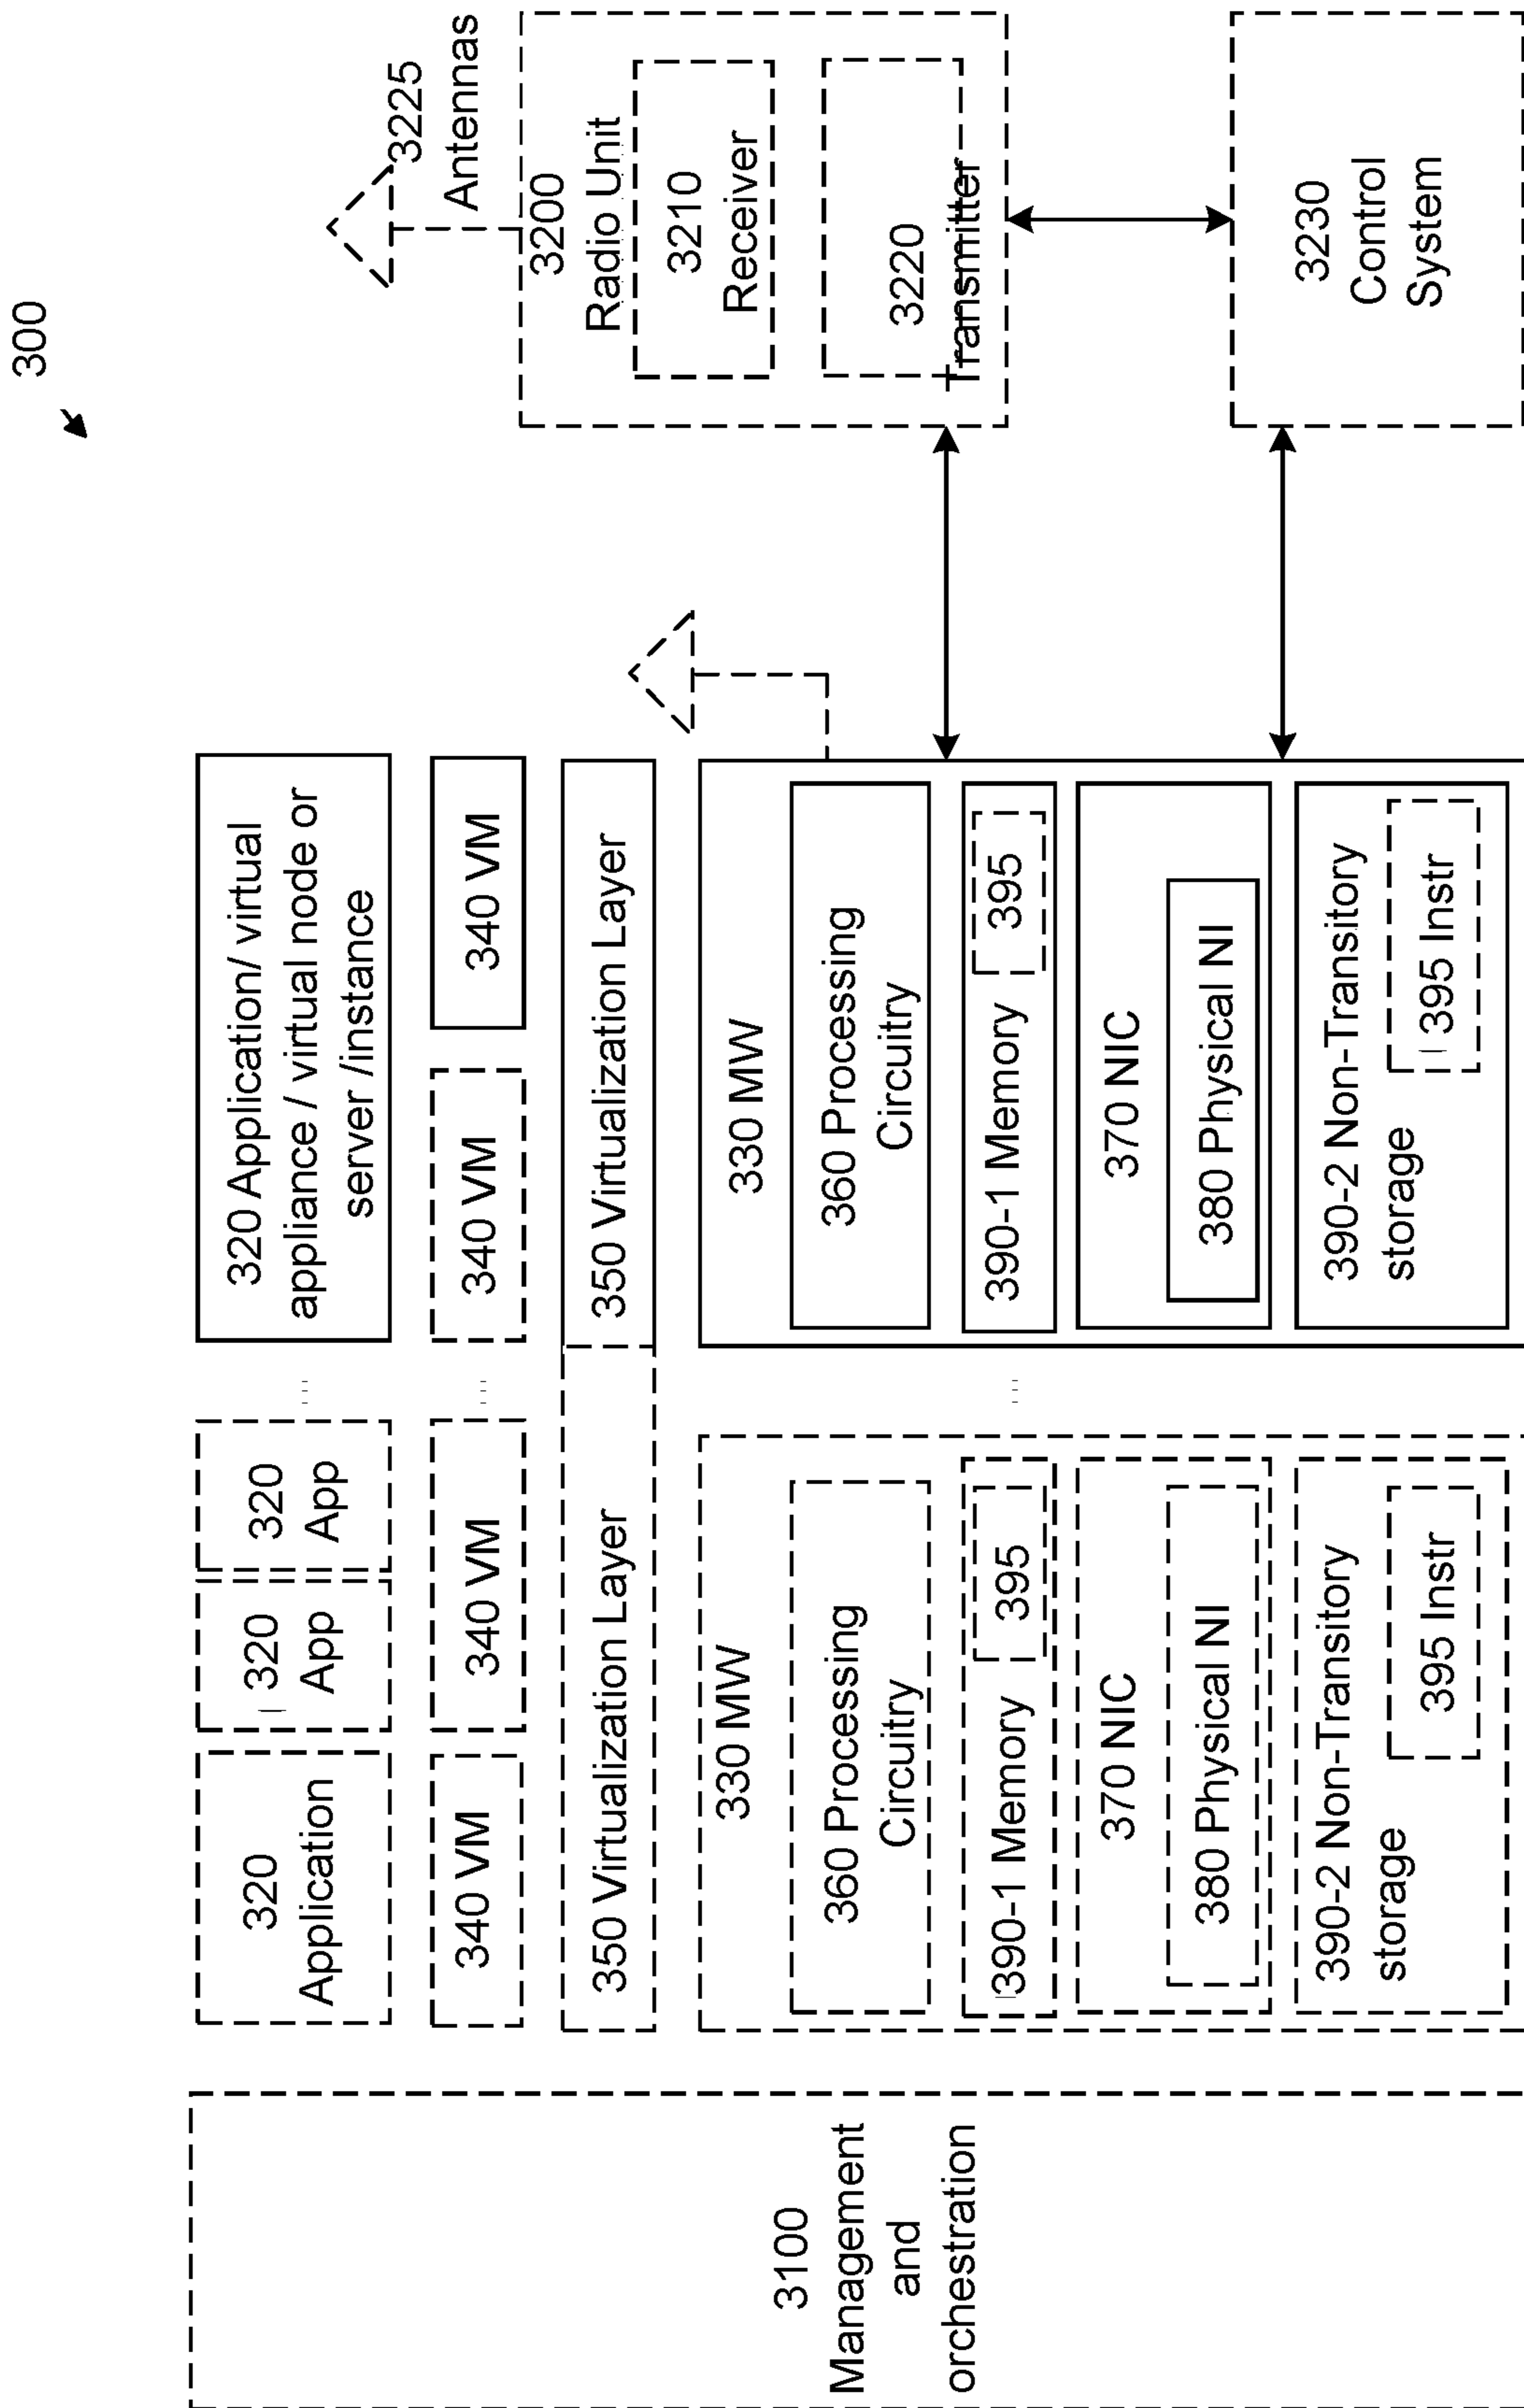 300
3100
Management
and
orchestration
320
Application
320
App
320
App
...
320 Application/ virtual
appliance / virtual node or
server /instance
340 VM
340 VM
...
340 VM
340 VM
350 Virtualization Layer
350 Virtualization Layer
330 MW
360 Processing
Circuitry
390-1 Memory
395
370 NIC
380 Physical NI
390-2 Non-Transitory
storage
395 Instr
...
330 MW
360 Processing
Circuitry
390-1 Memory
395
370 NIC
380 Physical NI
390-2 Non-Transitory
storage
395 Instr
3225
Antennas
3200
Radio Unit
3210
Receiver
3220
Transmitter
3230
Control
System